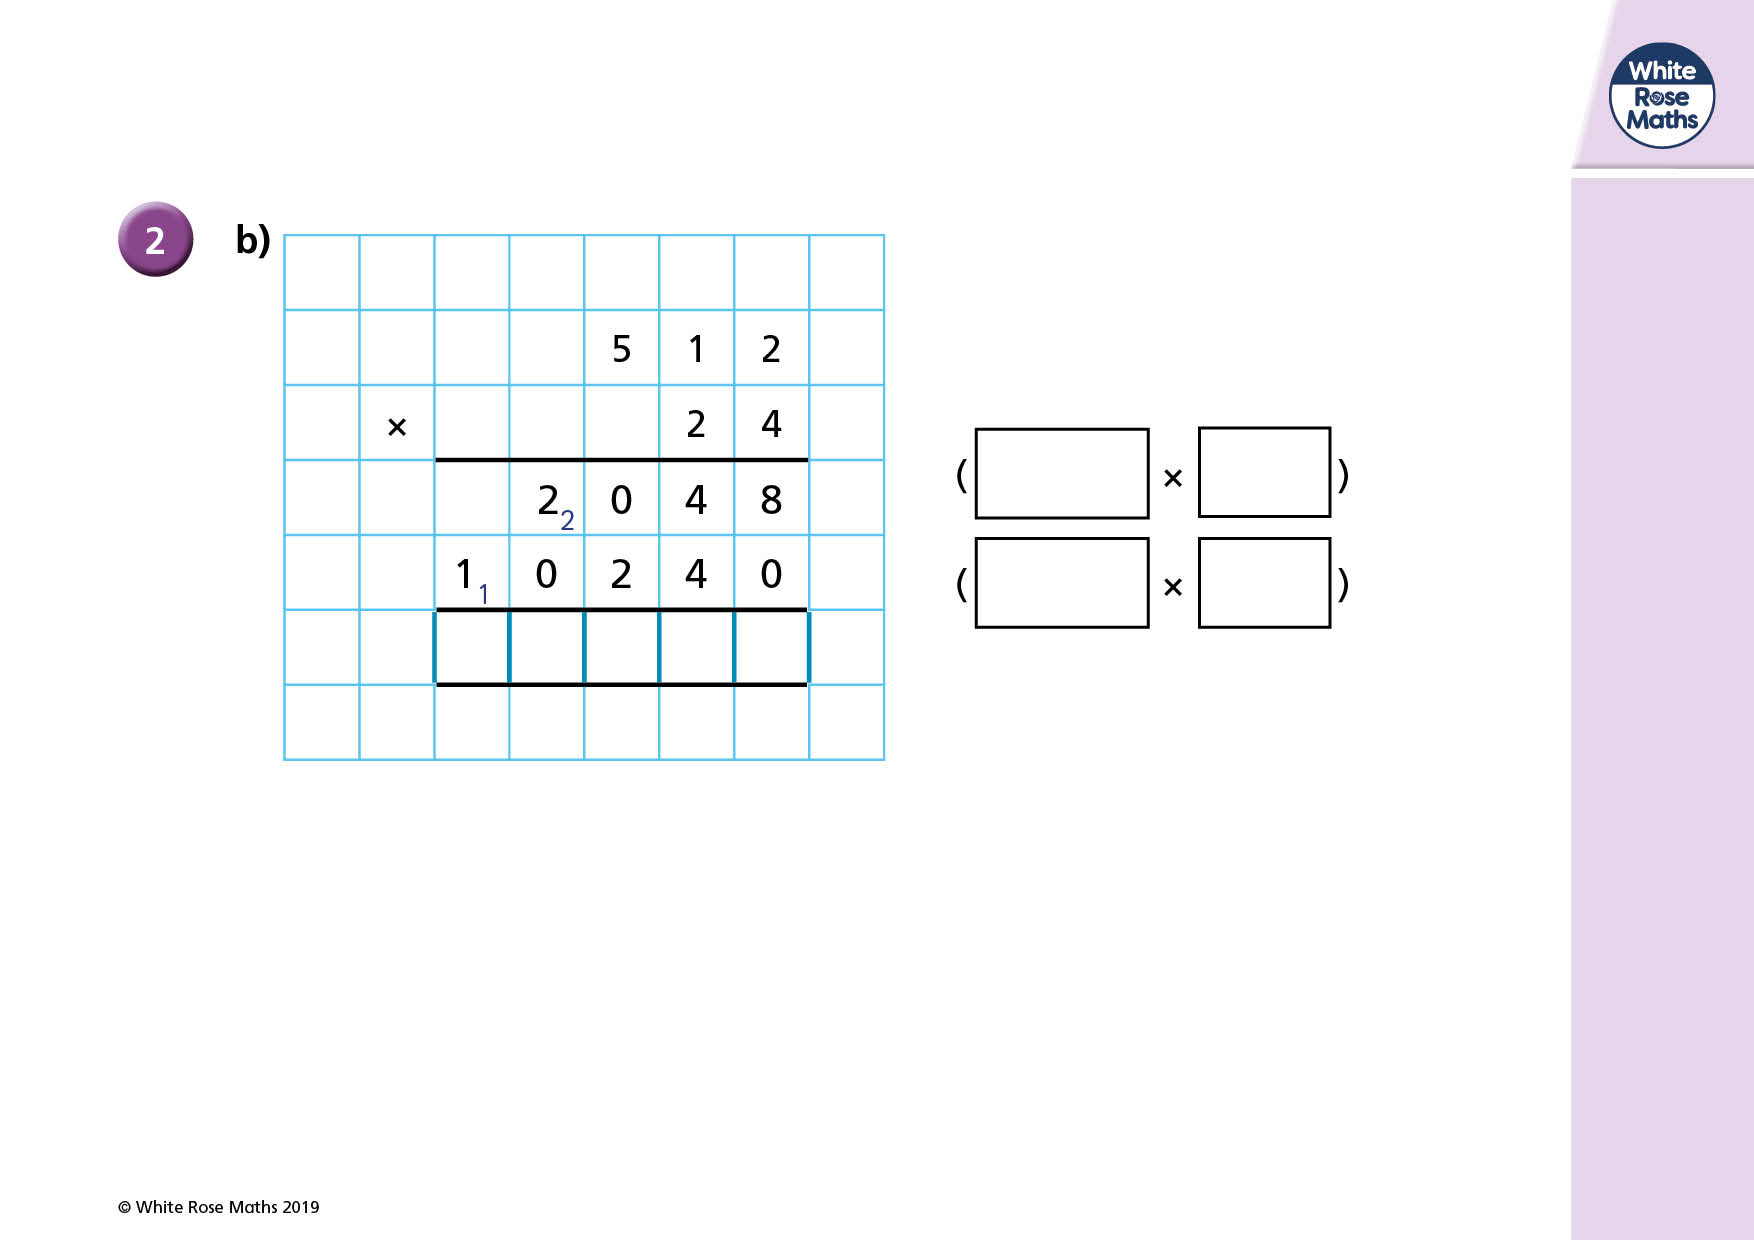 White
Rose
Maths
2 b)
5 1 2
× 2 4
2 2 0 4 8
1 1 0 2 4 0
( × )
( × )
© White Rose Maths 2019